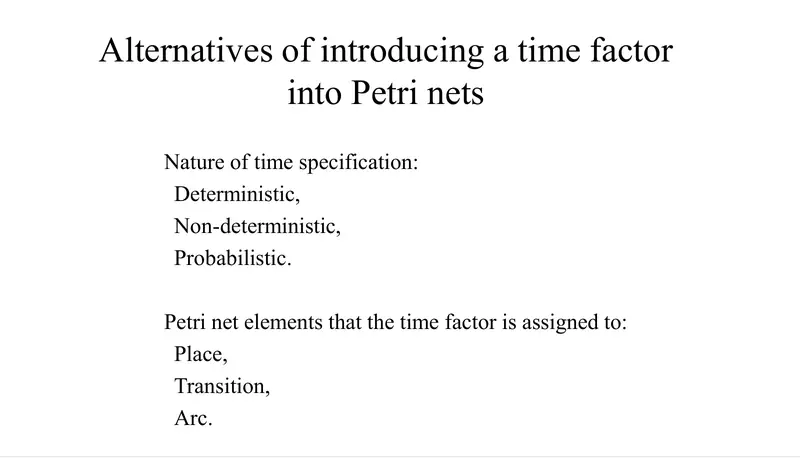 Alternatives of introducing a time factor
into Petri nets
Nature of time specification:
Deterministic,
Non-deterministic,
Probabilistic.
Petri net elements that the time factor is assigned to:
Place,
Transition,
Arc.